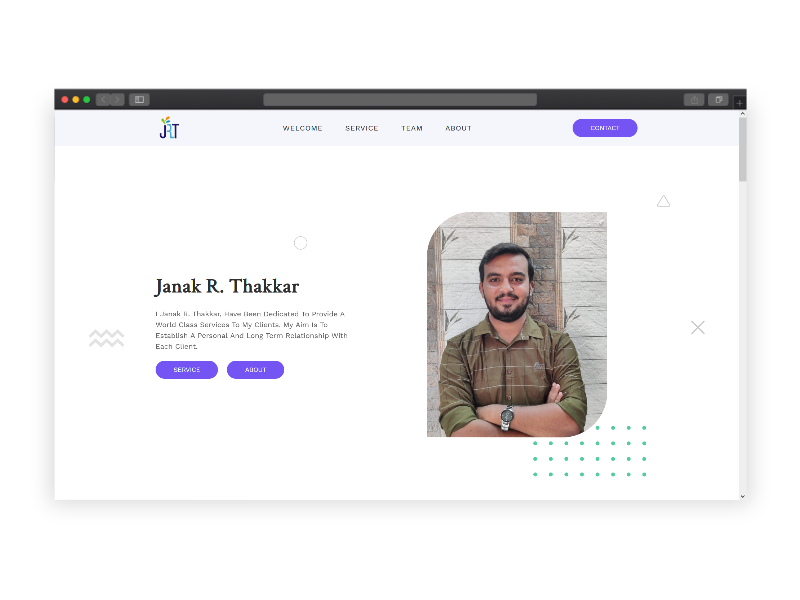 JRT
WELCOME
SERVICE
TEAM
ABOUT
CONTACT
Janak R. Thakkar
I Janak R. Thakkar, Have Been Dedicated To Provide A
World Class Services To My Clients. My Aim Is To
Establish A Personal And Long Term Relationship With
Each Client.
SERVICE
ABOUT